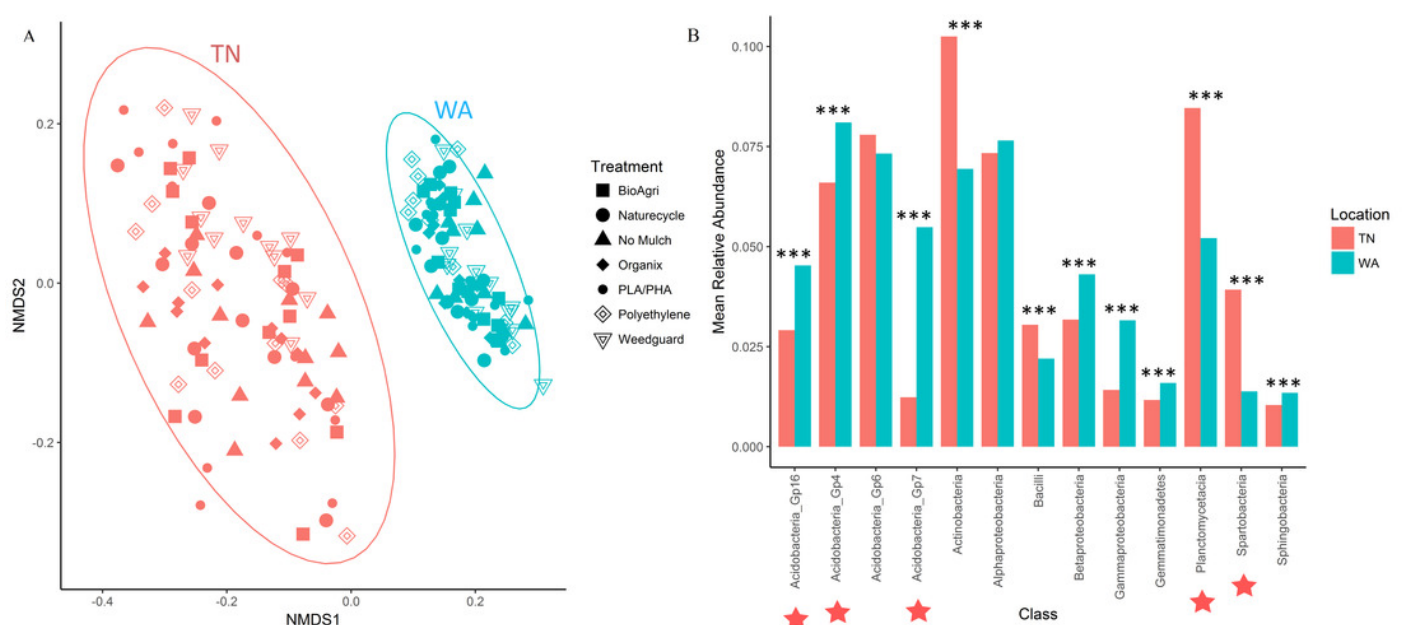 A
TN
WA
0.2
0.0
-0.2
NMDS2
-0.4
-0.2
0.0
0.2
NMDS1
Treatment
BioAgri
Naturecycle
No Mulch
Organix
PLA/PHA
Polyethylene
Weedguard
B
0.100
0.075
0.050
0.025
0.000
Mean Relative Abundance
***
***
***
***
***
***
***
***
***
***
***
Acidobacteria_Gp16
Acidobacteria_Gp4
Acidobacteria_Gp6
Acidobacteria_Gp7
Actinobacteria
Alphaproteobacteria
Bacilli
Betaproteobacteria
Gammaproteobacteria
Gemmatimonadetes
Planctomycetacia
Spartobacteria
Sphingobacteria
Class
Location
TN
WA